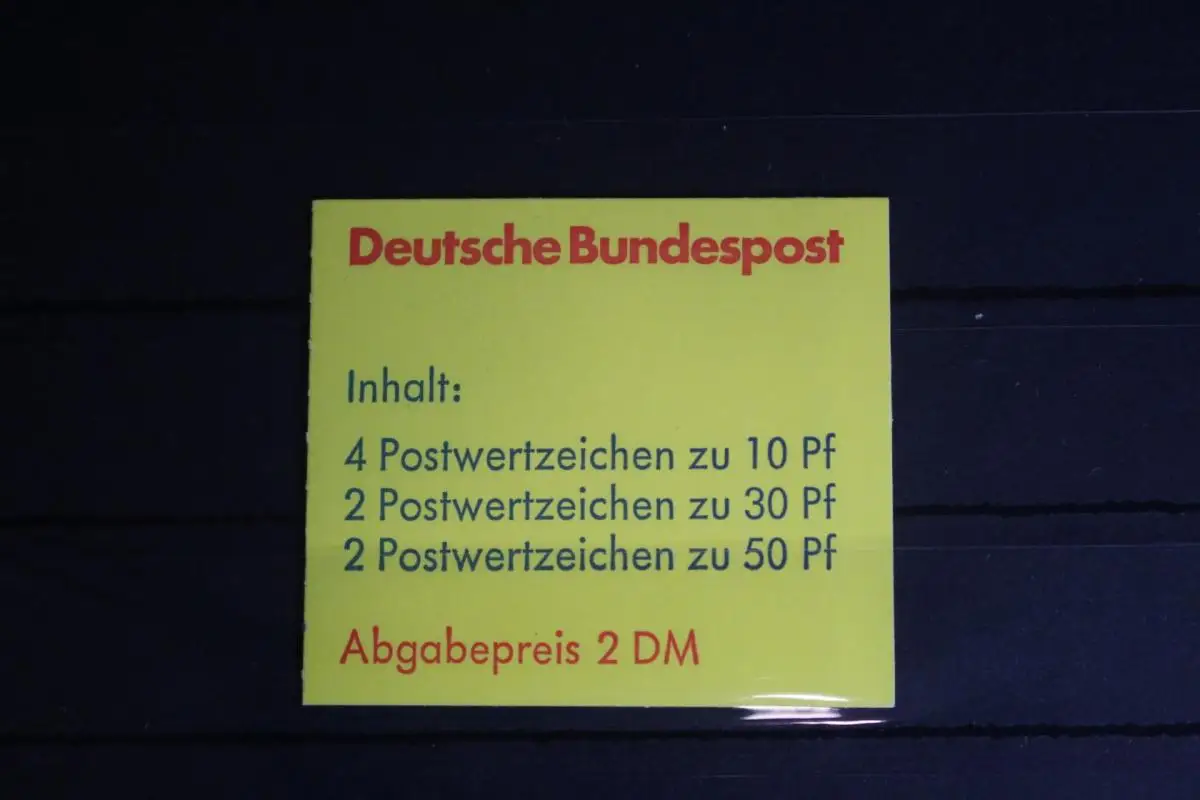 Deutsche Bundespost
Inhalt:
4 Postwertzeichen zu 10 Pf
2 Postwertzeichen zu 30 Pf
2 Postwertzeichen zu 50 Pf
Abgabepreis 2 DM